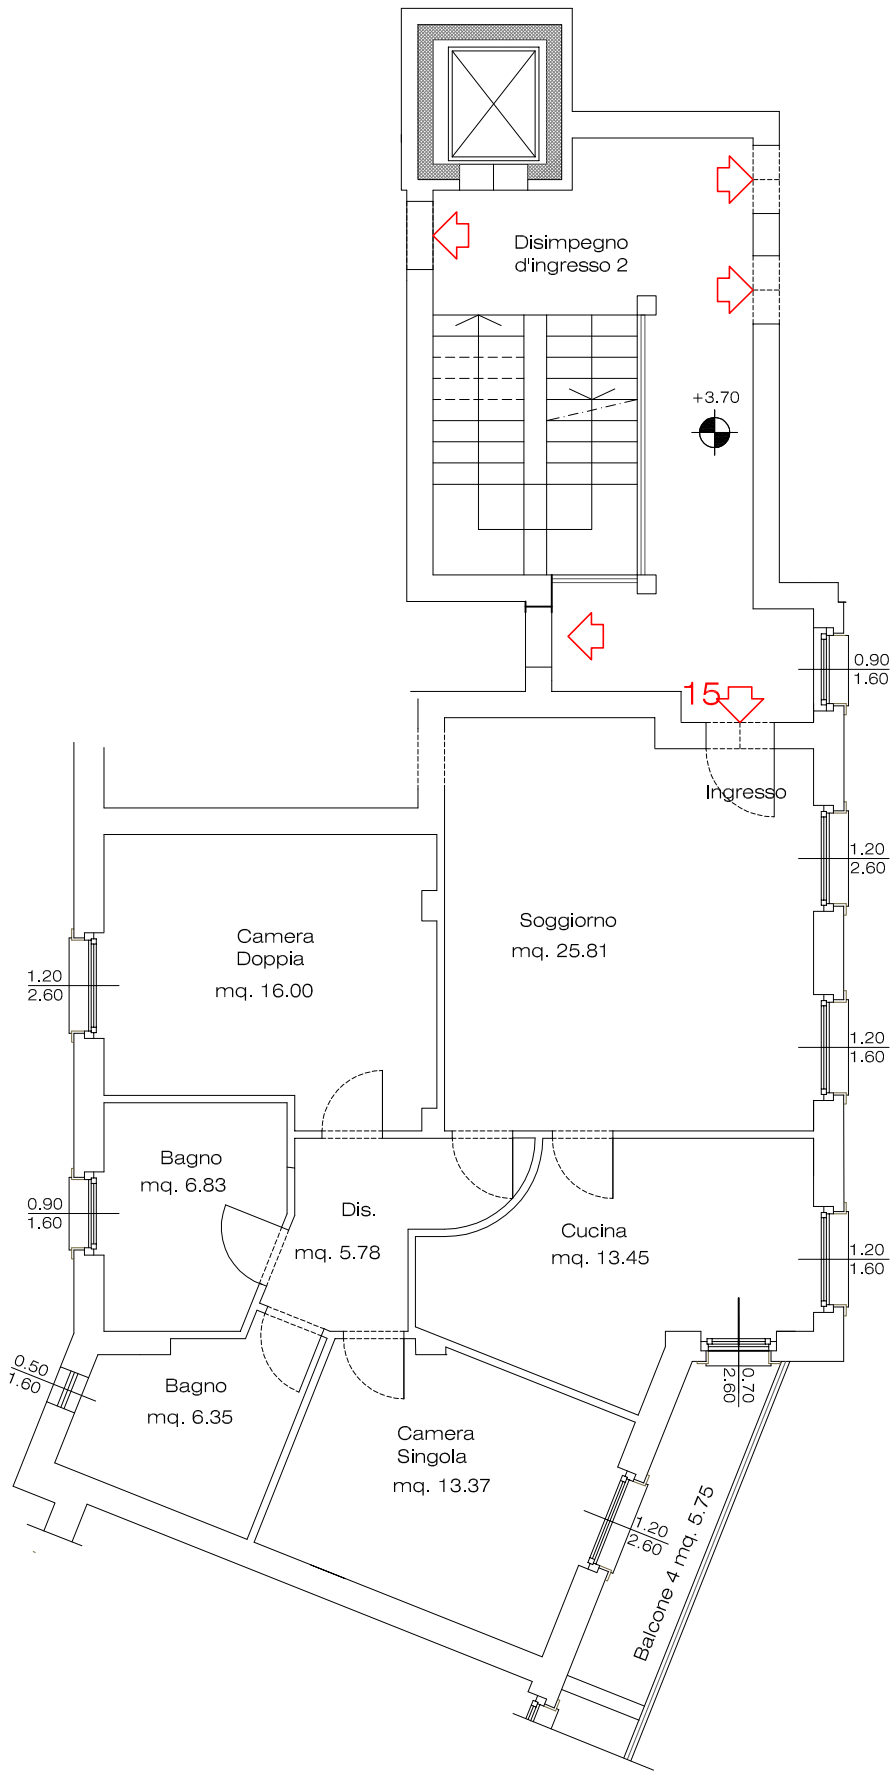 Disimpegno
d'ingresso 2
+3.70
0.90
1.60
15
Ingresso
1.20
2.60
Soggiorno
mq. 25.81
Camera
Doppia
mq. 16.00
1.20
2.60
1.20
1.60
Bagno
mq. 6.83
0.90
1.60
Dis.
mq. 5.78
Cucina
mq. 13.45
1.20
1.60
0.50
1.60
Bagno
mq. 6.35
0.70
2.60
Camera
Singola
mq. 13.37
1.20
2.60
Balcone 4 mq. 5.75